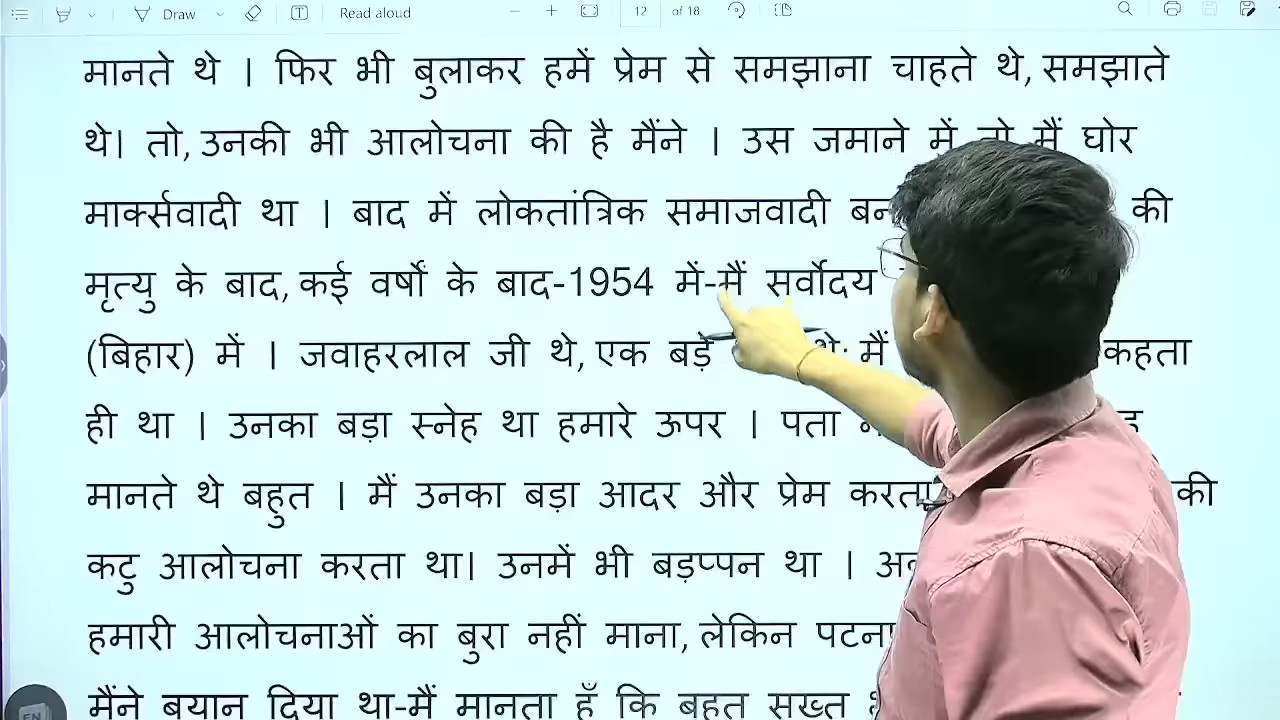 Draw
Read aloud
12 of 18
मानते थे । फिर भी बुलाकर हमें प्रेम से समझाना चाहते थे, समझाते
थे। तो, उनकी भी आलोचना की है मैंने । उस जमाने में तो मैं घोर
मार्क्सवादी था । बाद में लोकतांत्रिक समाजवादी की
मृत्यु के बाद, कई वर्षों के बाद-1954 में-मैं सर्वोदय
(बिहार) में । जवाहरलाल जी थे, एक बड़े थे; मैं कहता
ही था । उनका बड़ा स्नेह था हमारे ऊपर । पता
मानते थे बहुत । मैं उनका बड़ा आदर और प्रेम करता की
कटु आलोचना करता था। उनमें भी बड़प्पन था ।
हमारी आलोचनाओं का बुरा नहीं माना, लेकिन पटना
मैंने बयान दिया था-मैं मानता हूँ कि बहुत सख्त
EN